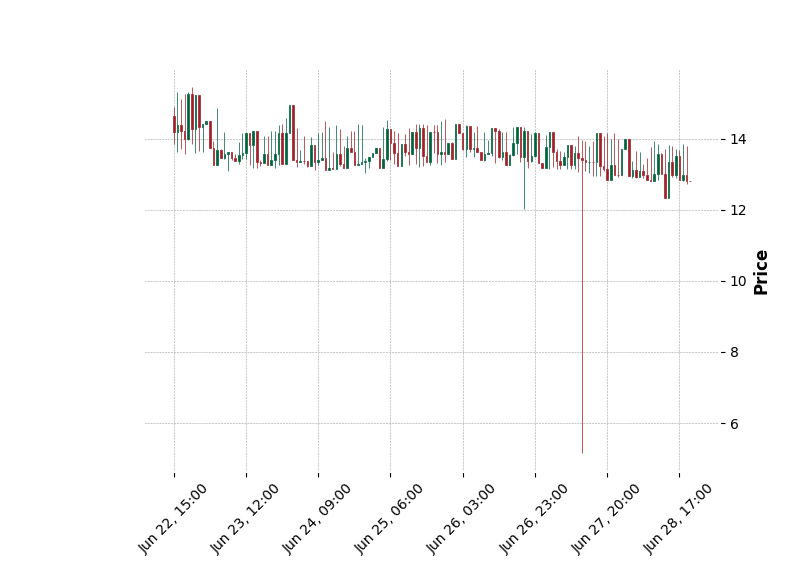 14
12
10
8
6
Price
Jun 22, 15:00
Jun 23, 12:00
Jun 24, 09:00
Jun 25, 06:00
Jun 26, 03:00
Jun 26, 23:00
Jun 27, 20:00
Jun 28, 17:00